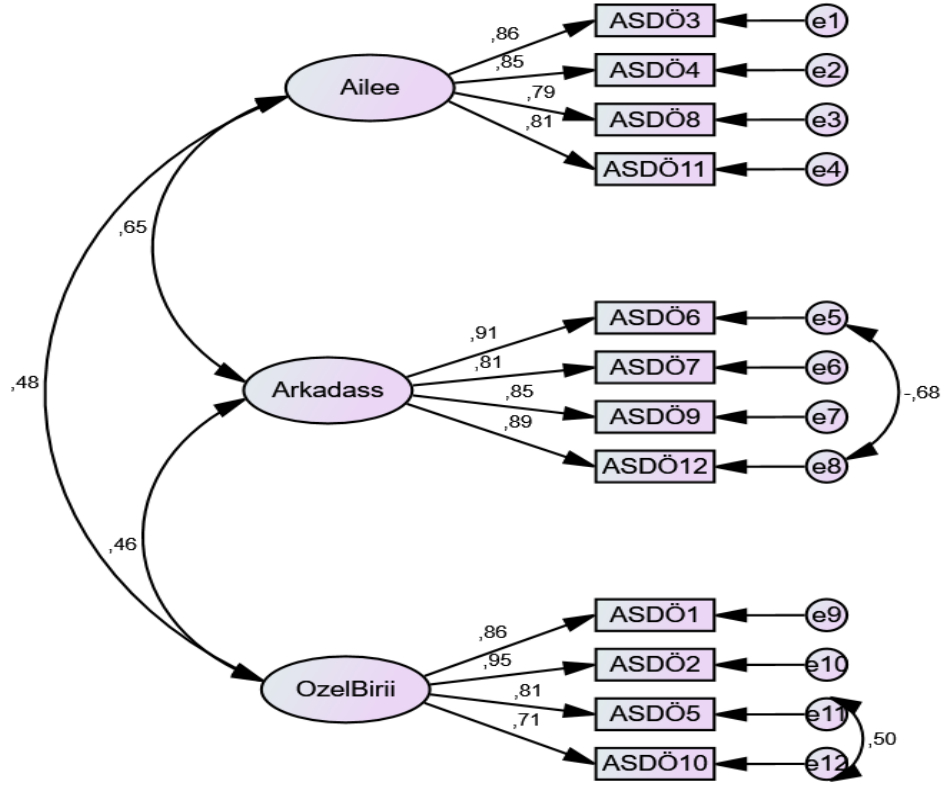 ASDÖ3
e1
,86
ASDÖ4
e2
,85
Ailee
ASDÖ8
e3
,79
ASDÖ11
e4
,81
,65
ASDÖ6
e5
,91
ASDÖ7
e6
,81
Arkadass
ASDÖ9
e7
,85
-,68
,48
ASDÖ12
e8
,89
,46
ASDÖ1
e9
,86
ASDÖ2
e10
,95
OzelBirii
ASDÖ5
e11
,81
,50
ASDÖ10
e12
,71